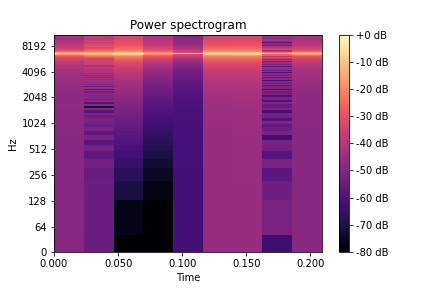 Power spectrogram
Hz
8192
4096
2048
1024
512
256
128
64
0
0.000
0.050
0.100
0.150
0.200
Time
+0 dB
-10 dB
-20 dB
-30 dB
-40 dB
-50 dB
-60 dB
-70 dB
-80 dB